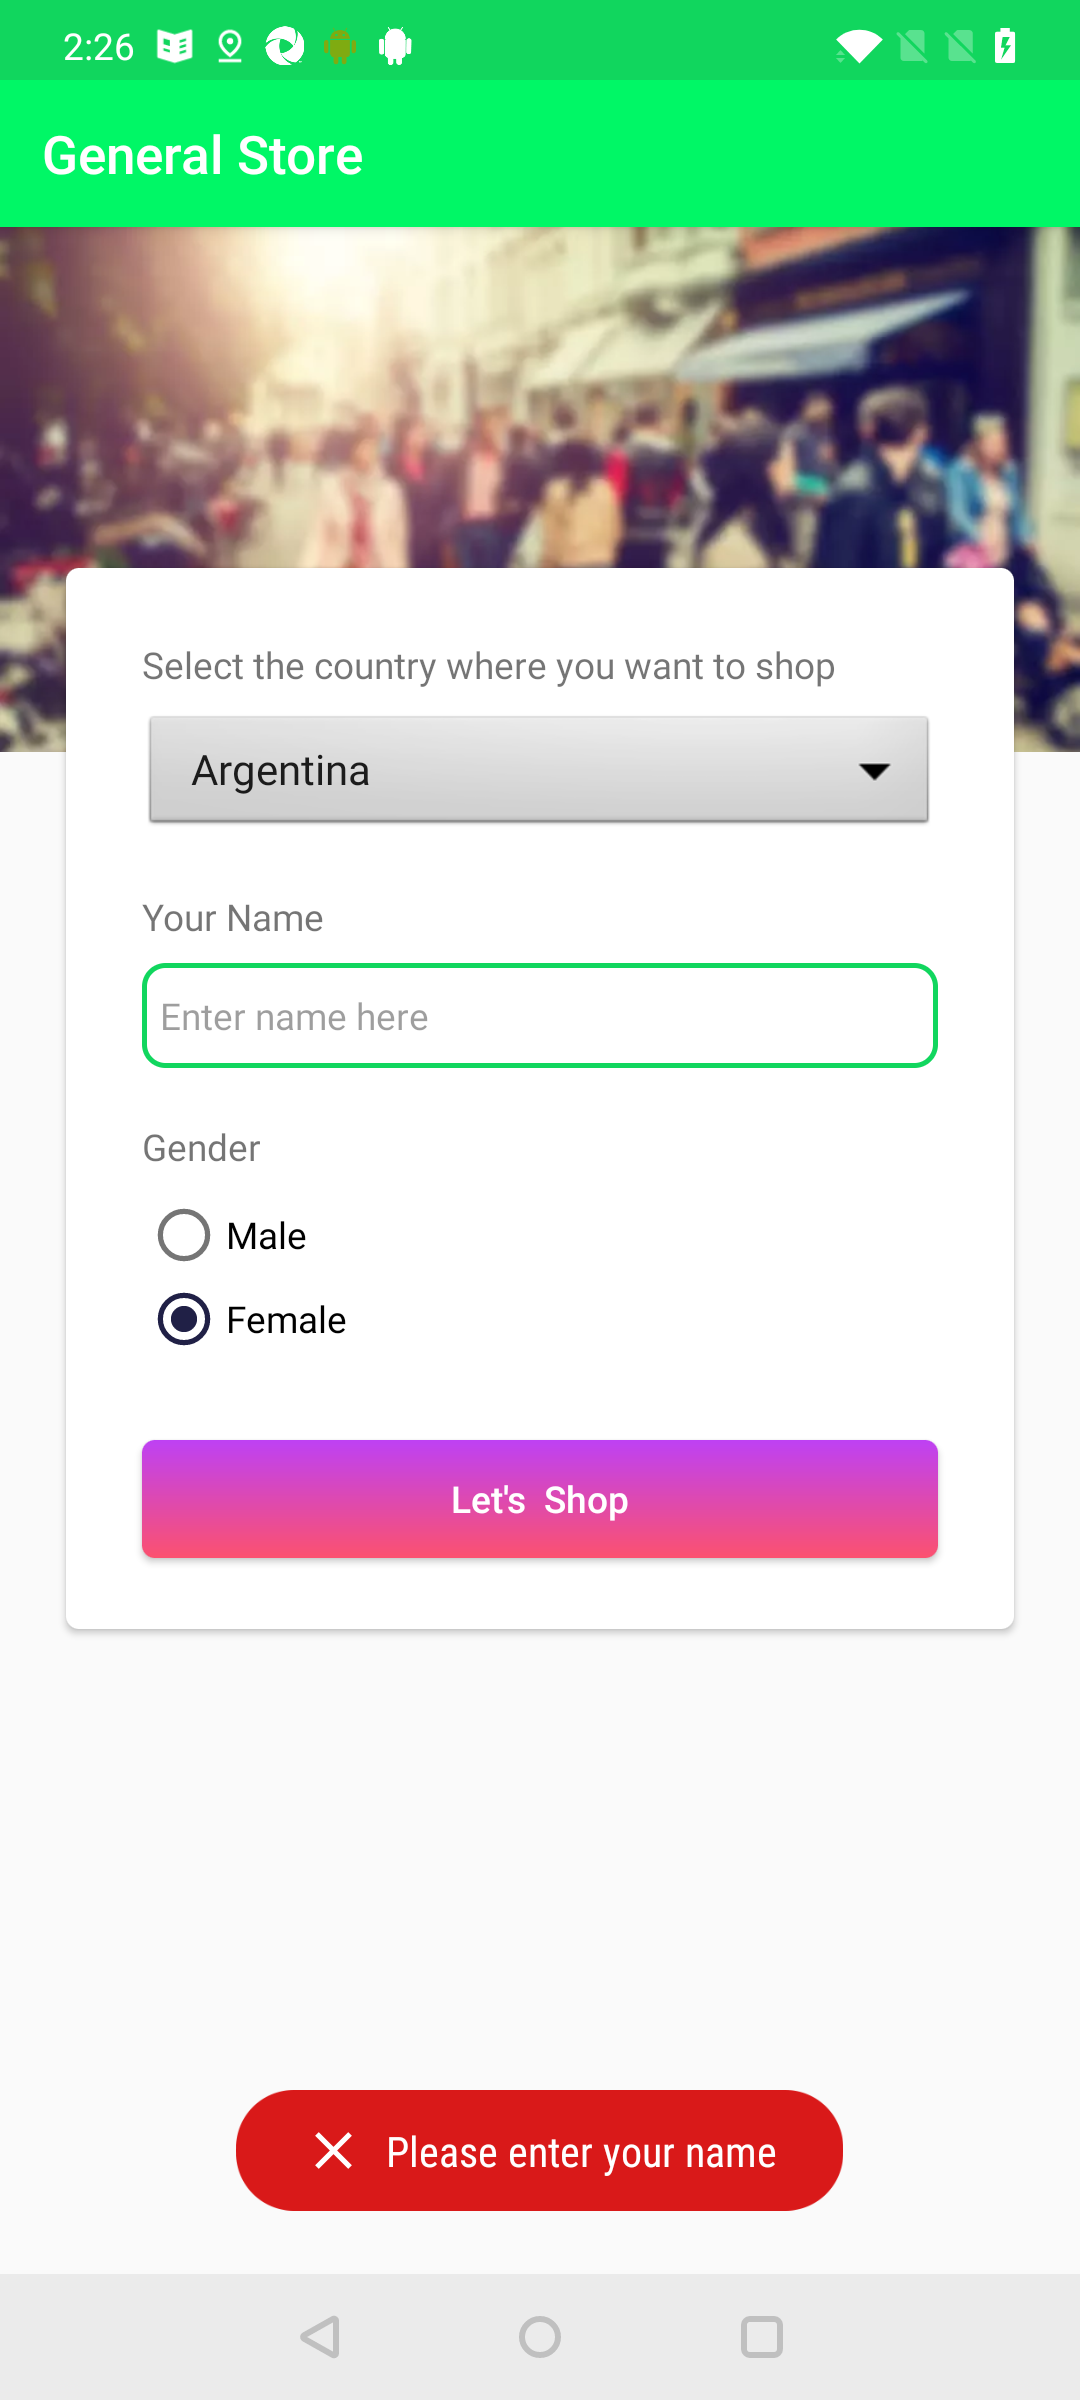 2:26
General Store
Select the country where you want to shop
Argentina
Your Name
Enter name here
Gender
Male
Female
Let's  Shop
Please enter your name